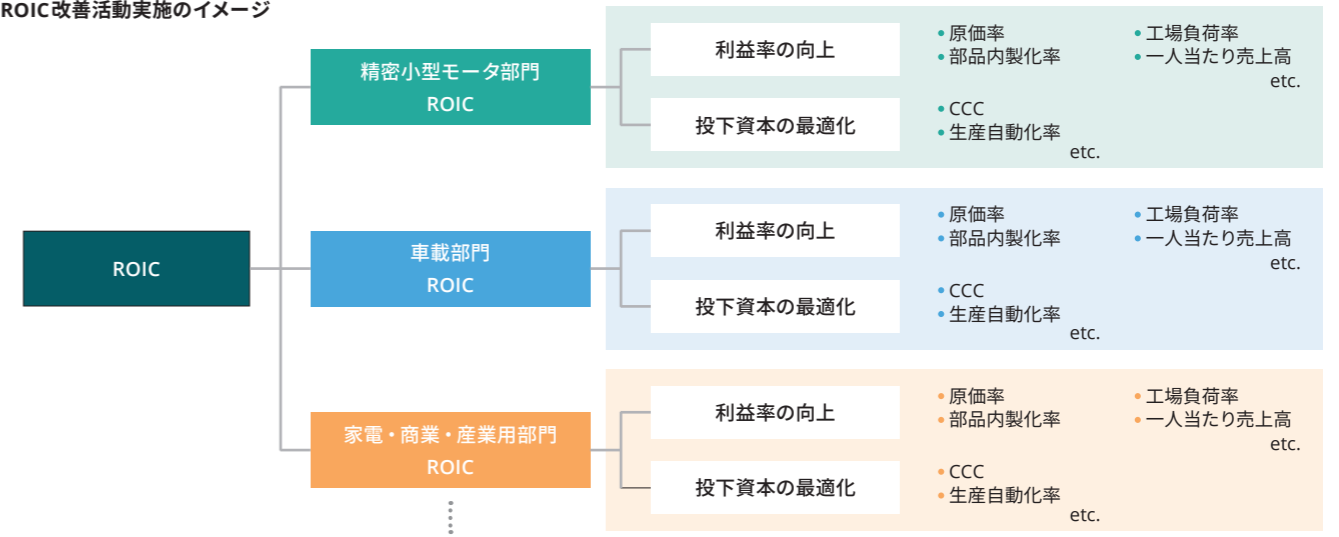 ROIC改善活動実施のイメージ
ROIC
精密小型モータ部門
ROIC
利益率の向上
•原価率
•部品内製化率
•工場負荷率
•一人当たり売上高
etc.
投下資本の最適化
•CCC
•生産自動化率
etc.
車載部門
ROIC
利益率の向上
•原価率
•部品内製化率
•工場負荷率
•一人当たり売上高
etc.
投下資本の最適化
•CCC
•生産自動化率
etc.
家電・商業・産業用部門
ROIC
利益率の向上
•原価率
•部品内製化率
•工場負荷率
•一人当たり売上高
etc.
投下資本の最適化
•CCC
•生産自動化率
etc.